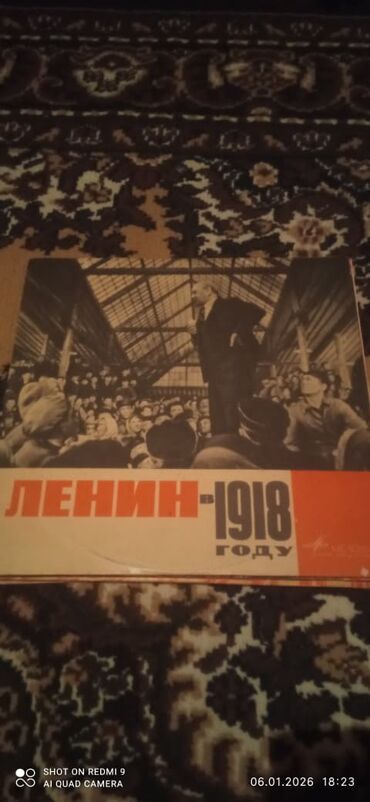 ЛЕНИН в 1918
ГОДУ
SHOT ON REDMI 9
AI QUAD CAMERA
06.01.2026 18:23